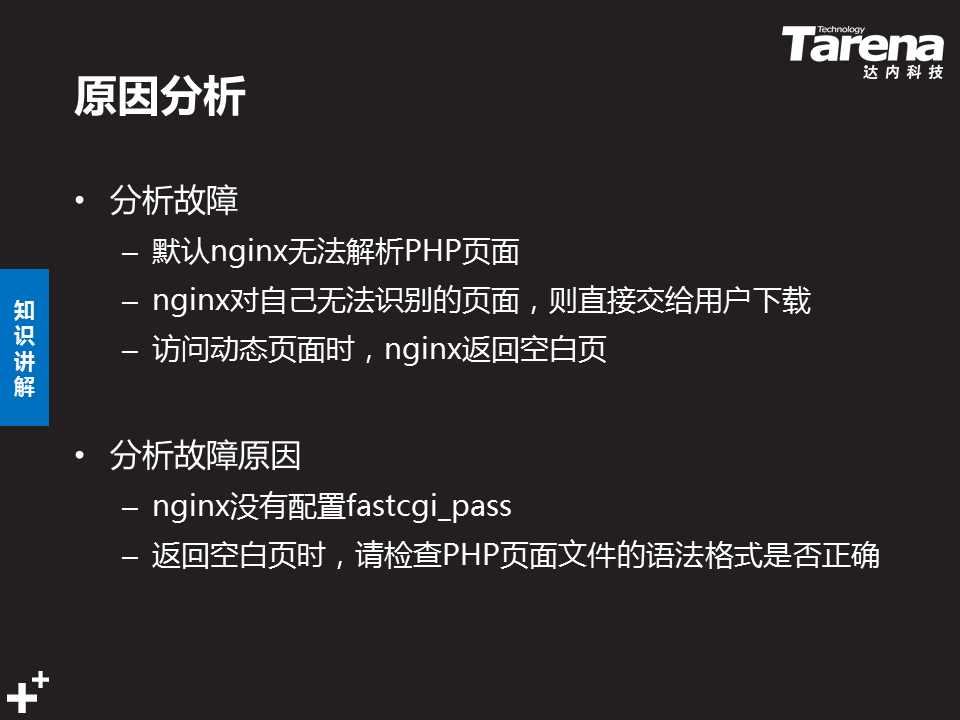 Technology
Tarena
达内科技
原因分析
• 分析故障
– 默认nginx无法解析PHP页面
– nginx对自己无法识别的页面，则直接交给用户下载
– 访问动态页面时，nginx返回空白页
知识讲解
• 分析故障原因
– nginx没有配置fastcgi_pass
– 返回空白页时，请检查PHP页面文件的语法格式是否正确